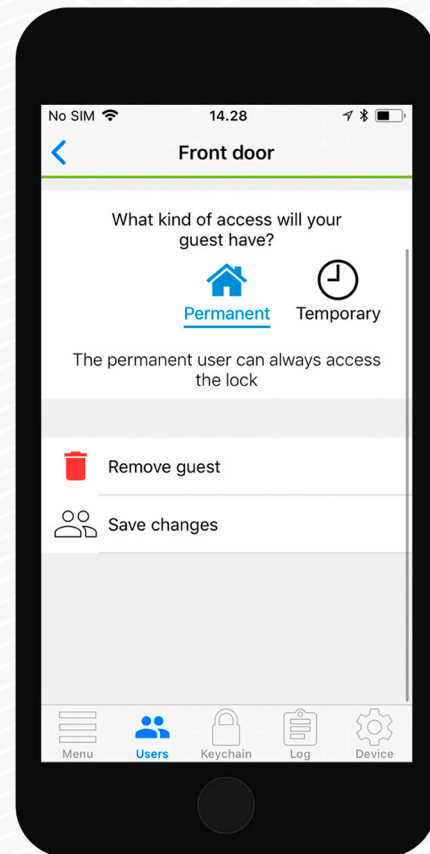 No SIM 14.28
Front door
What kind of access will your
guest have?
Permanent Temporary
The permanent user can always access
the lock
Remove guest
Save changes
Menu Users Keychain Log Device